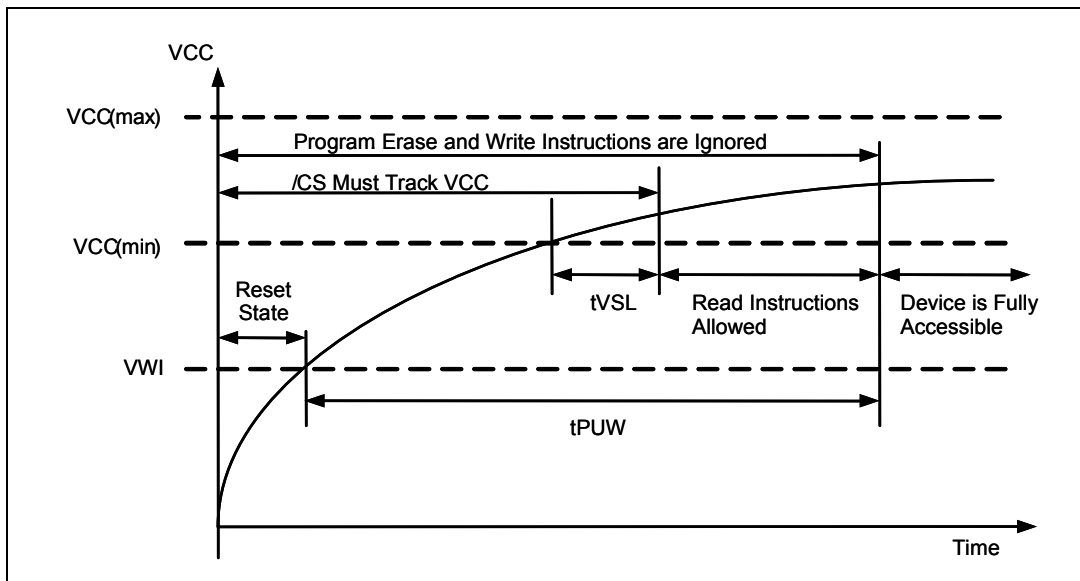 VCC
VCC(max)
Program Erase and Write Instructions are Ignored
/CS Must Track VCC
VCC(min)
Reset
State
tVSL
Read Instructions
Allowed
Device is Fully
Accessible
VWI
tPUW
Time